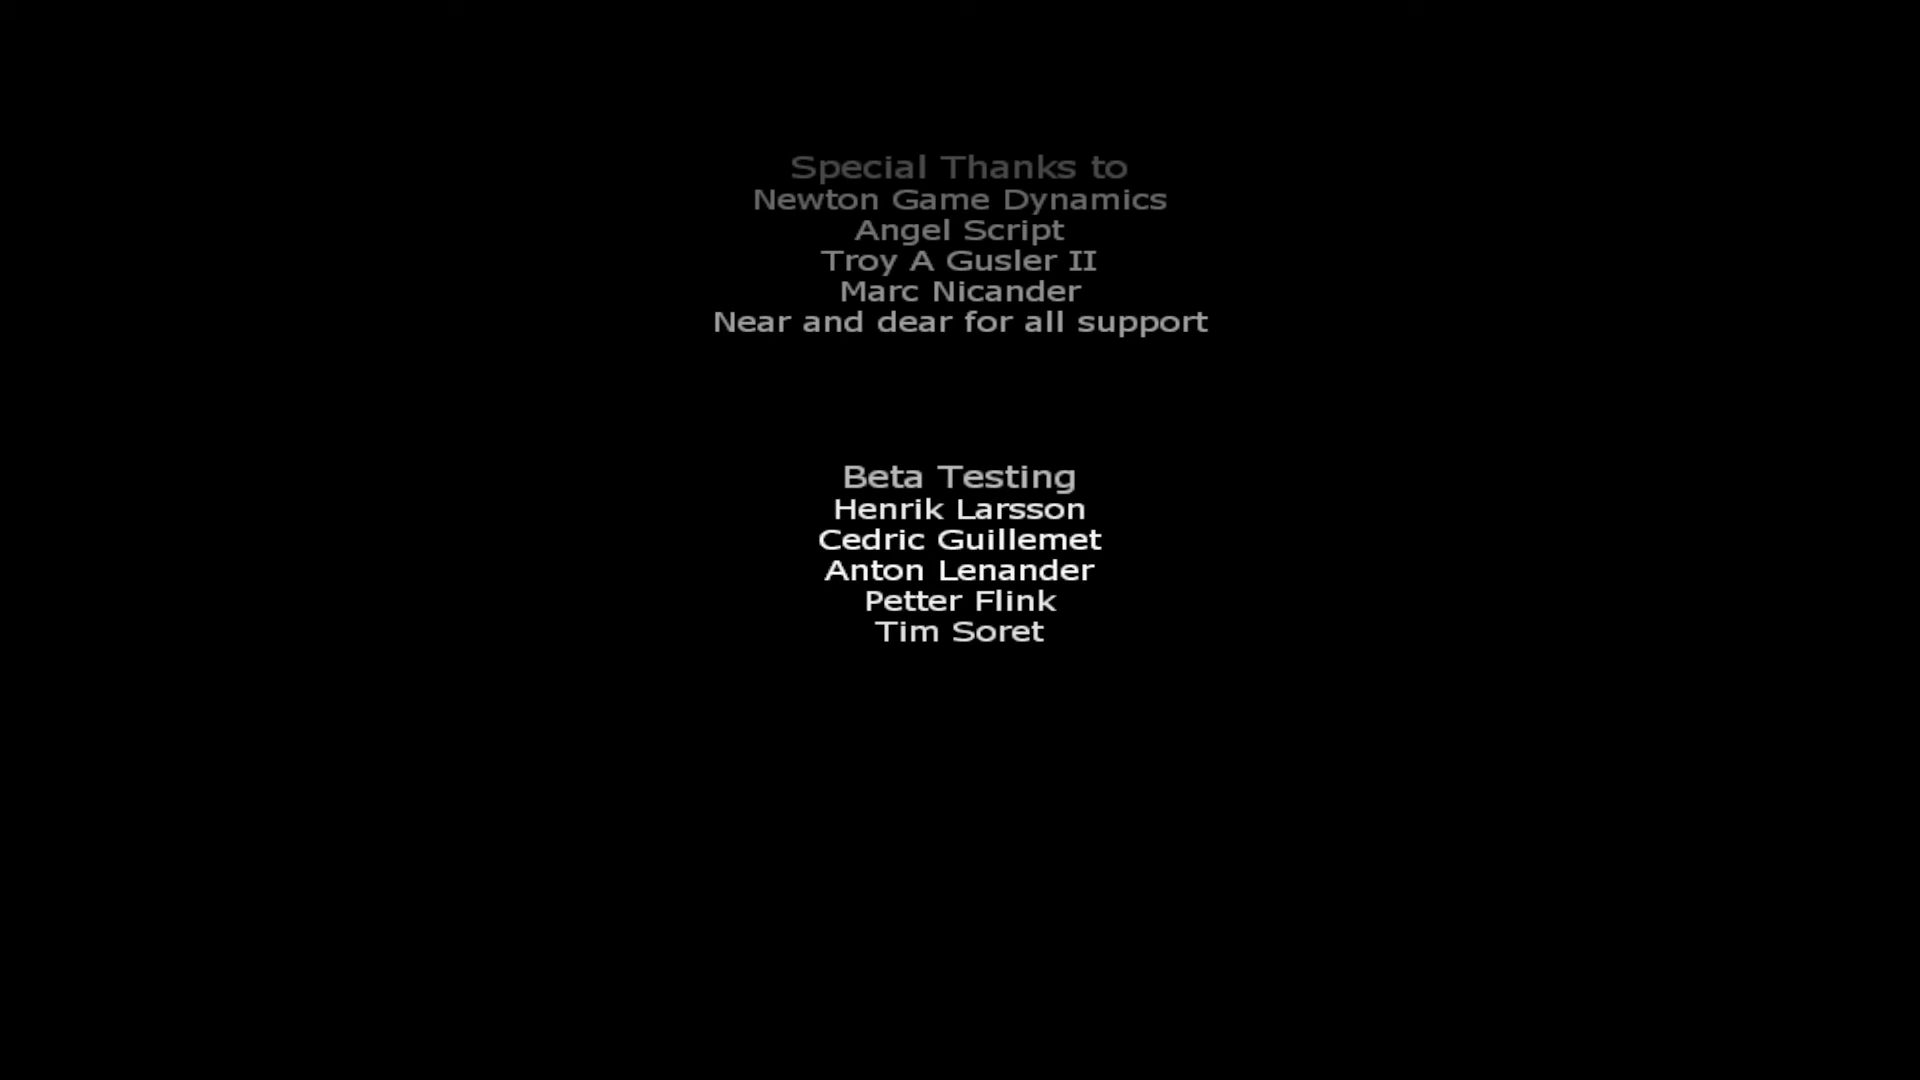 Special Thanks to
Newton Game Dynamics
Angel Script
Troy A Gusler II
Marc Nicander
Near and dear for all support
Beta Testing
Henrik Larsson
Cedric Guillemet
Anton Lenander
Petter Flink
Tim Soret